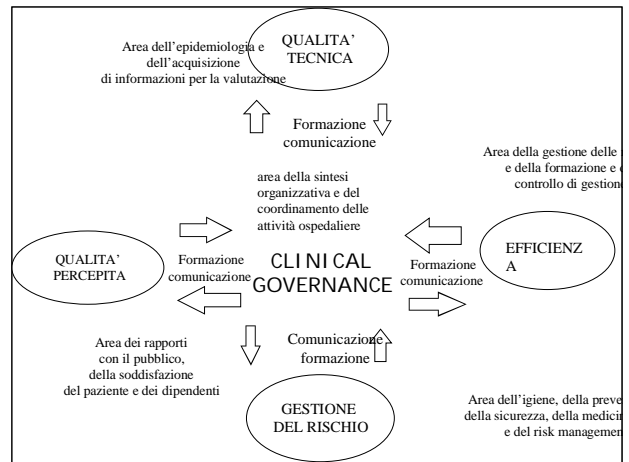 Area dell'epidemiologia e
dell'acquisizione
di informazioni per la valutazione
QUALITA'
TECNICA
Formazione
comunicazione
Area della gestione delle
e della formazione e
controllo di gestione
area della sintesi
organizzativa e del
coordinamento delle
attività ospedaliere
QUALITA'
PERCEPITA
Formazione
comunicazione
CLINICAL
GOVERNANCE
Formazione
comunicazione
EFFICIENZ
A
Area dei rapporti
con il pubblico,
della soddisfazione
del paziente e dei dipendenti
Comunicazione
formazione
GESTIONE
DEL RISCHIO
Area dell'igiene, della
della sicurezza, della
e del risk management